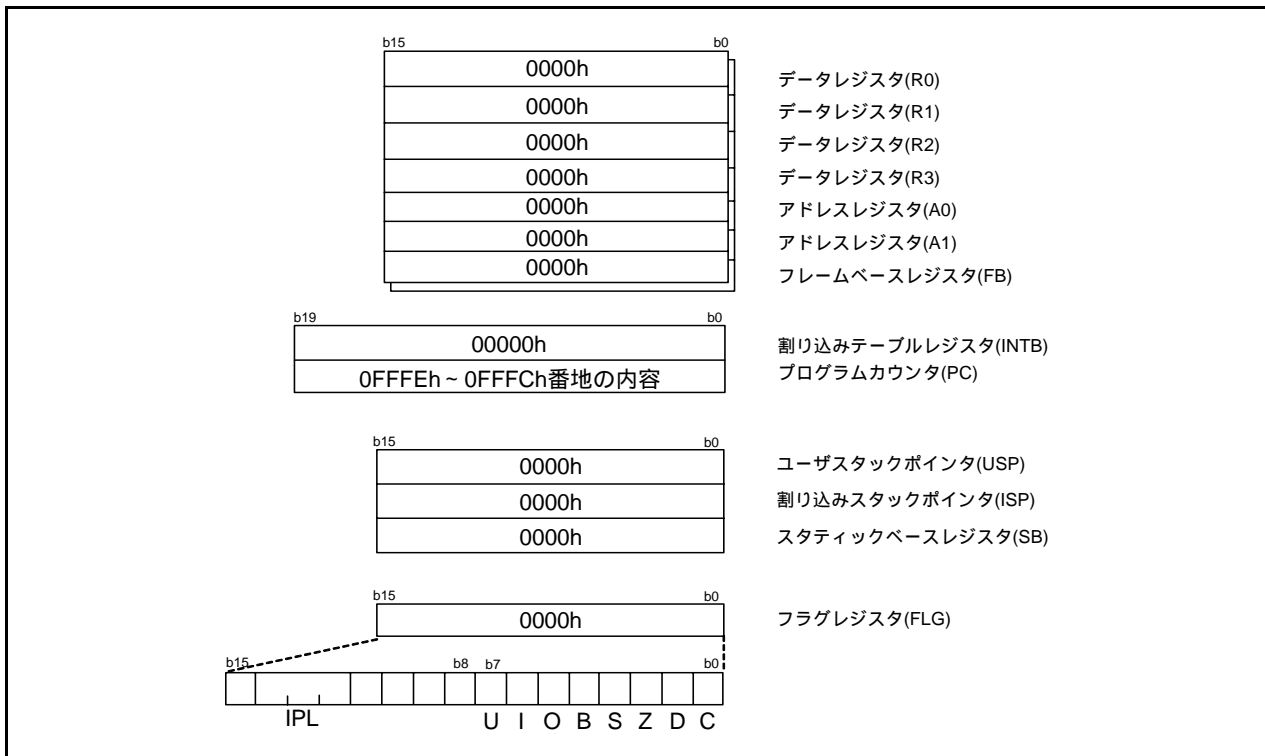 b15 b0
0000h データレジスタ(R0)
0000h データレジスタ(R1)
0000h データレジスタ(R2)
0000h データレジスタ(R3)
0000h アドレスレジスタ(A0)
0000h アドレスレジスタ(A1)
0000h フレームベースレジスタ(FB)
b19 b0
00000h 割り込みテーブルレジスタ(INTB)
0FFFEh ~ 0FFFCh番地の内容 プログラムカウンタ(PC)
b15 b0
0000h ユーザスタックポインタ(USP)
0000h 割り込みスタックポインタ(ISP)
0000h スタティックベースレジスタ(SB)
b15 b0
0000h フラグレジスタ(FLG)
b15 b8 b7 b0
IPL U I O B S Z D C